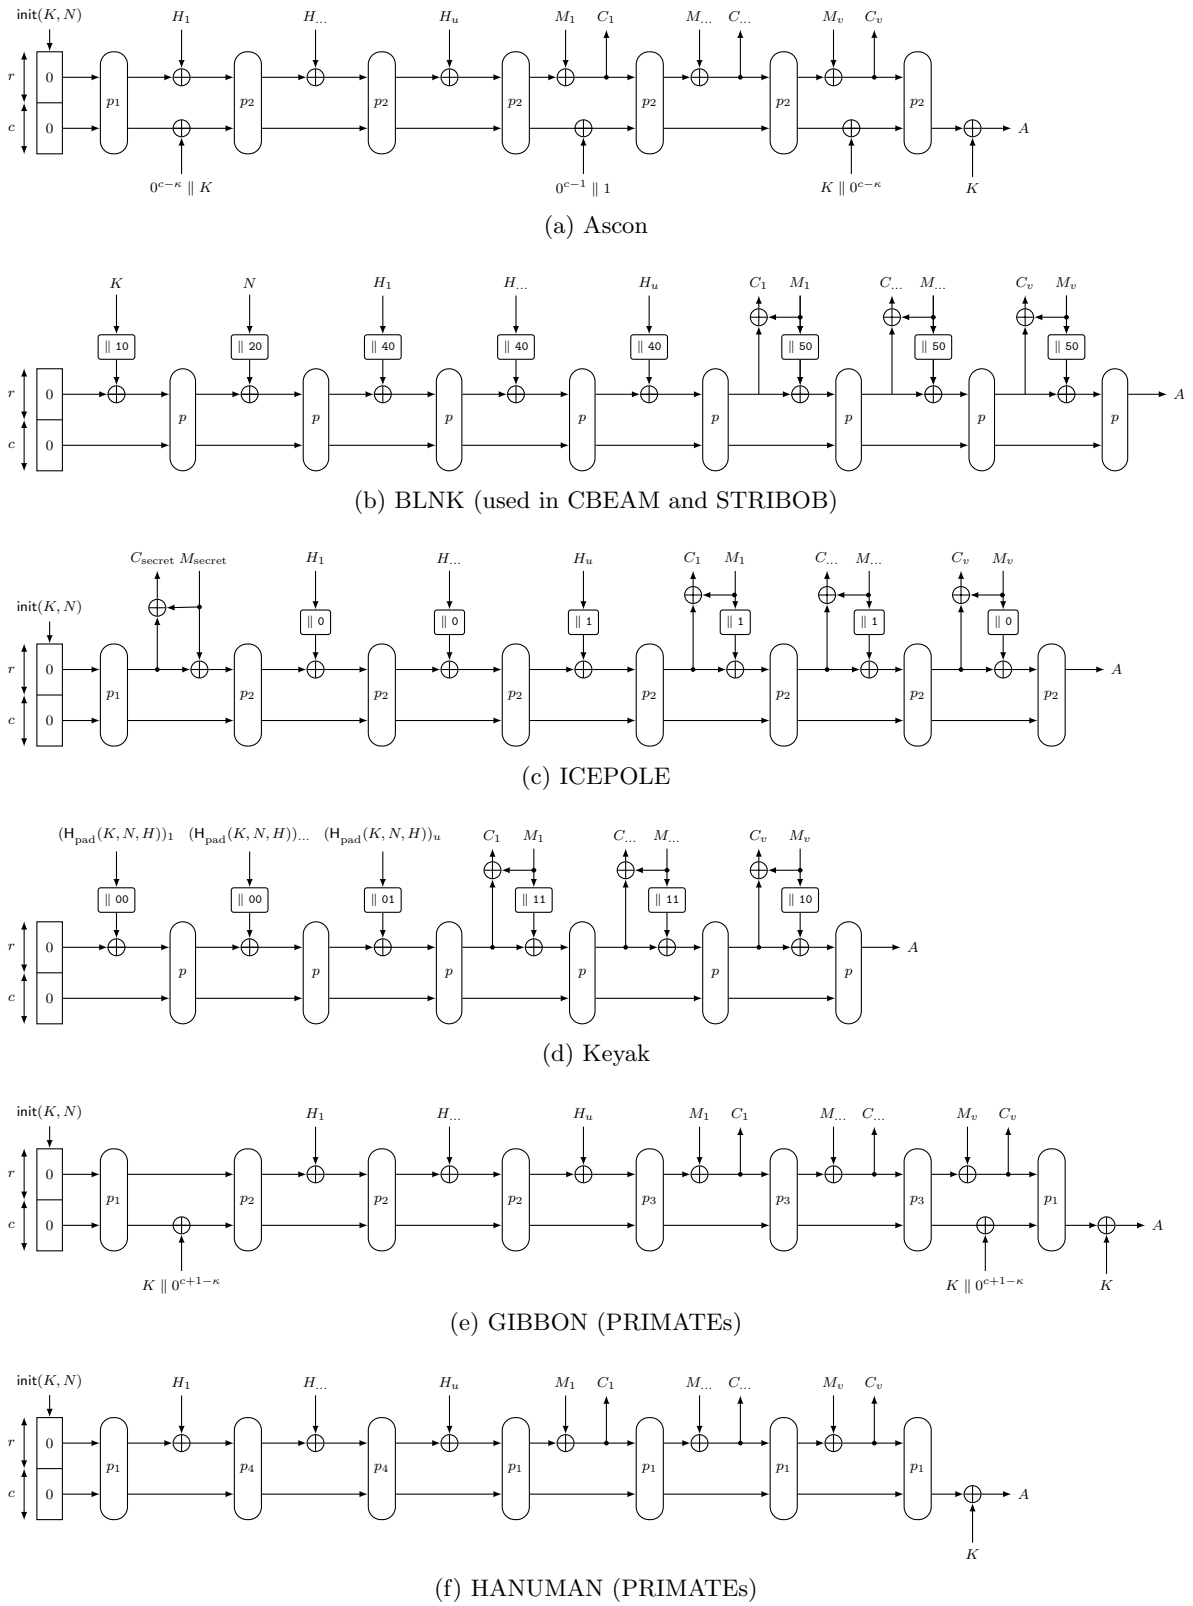 init(K, N) H₁ H... Hᵤ M₁ C₁ M... C... Mᵥ Cᵥ
r 0
p₁ p₂ p₂ p₂ p₂ p₂ p₂
c 0 A
0ᶜ⁻ᵏ ∥ K 0ᶜ⁻¹ ∥ 1 K ∥ 0ᶜ⁻ᵏ K
(a) Ascon
K N H₁ H... Hᵤ C₁ M₁ C... M... Cᵥ Mᵥ
∥ 10 ∥ 20 ∥ 40 ∥ 40 ∥ 40 ∥ 50 ∥ 50 ∥ 50
r 0 A
p p p p p p p p
c 0
(b) BLNK (used in CBEAM and STRIBOB)
C_secret M_secret H₁ H... Hᵤ C₁ M₁ C... M... Cᵥ Mᵥ
init(K, N)
∥ 0 ∥ 0 ∥ 1 ∥ 1 ∥ 1 ∥ 0
r 0 A
p₁ p₂ p₂ p₂ p₂ p₂ p₂ p₂
c 0
(c) ICEPOLE
(H_pad(K, N, H))₁ (H_pad(K, N, H))... (H_pad(K, N, H))ᵤ C₁ M₁ C... M... Cᵥ Mᵥ
∥ 00 ∥ 00 ∥ 01 ∥ 11 ∥ 11 ∥ 10
r 0 A
p p p p p p
c 0
(d) Keyak
init(K, N) H₁ H... Hᵤ M₁ C₁ M... C... Mᵥ Cᵥ
r 0
p₁ p₂ p₂ p₂ p₃ p₃ p₃ p₁
c 0 A
K ∥ 0ᶜ⁺¹⁻ᵏ K ∥ 0ᶜ⁺¹⁻ᵏ K
(e) GIBBON (PRIMATEs)
init(K, N) H₁ H... Hᵤ M₁ C₁ M... C... Mᵥ Cᵥ
r 0
p₁ p₄ p₄ p₁ p₁ p₁ p₁
c 0 A
K
(f) HANUMAN (PRIMATEs)